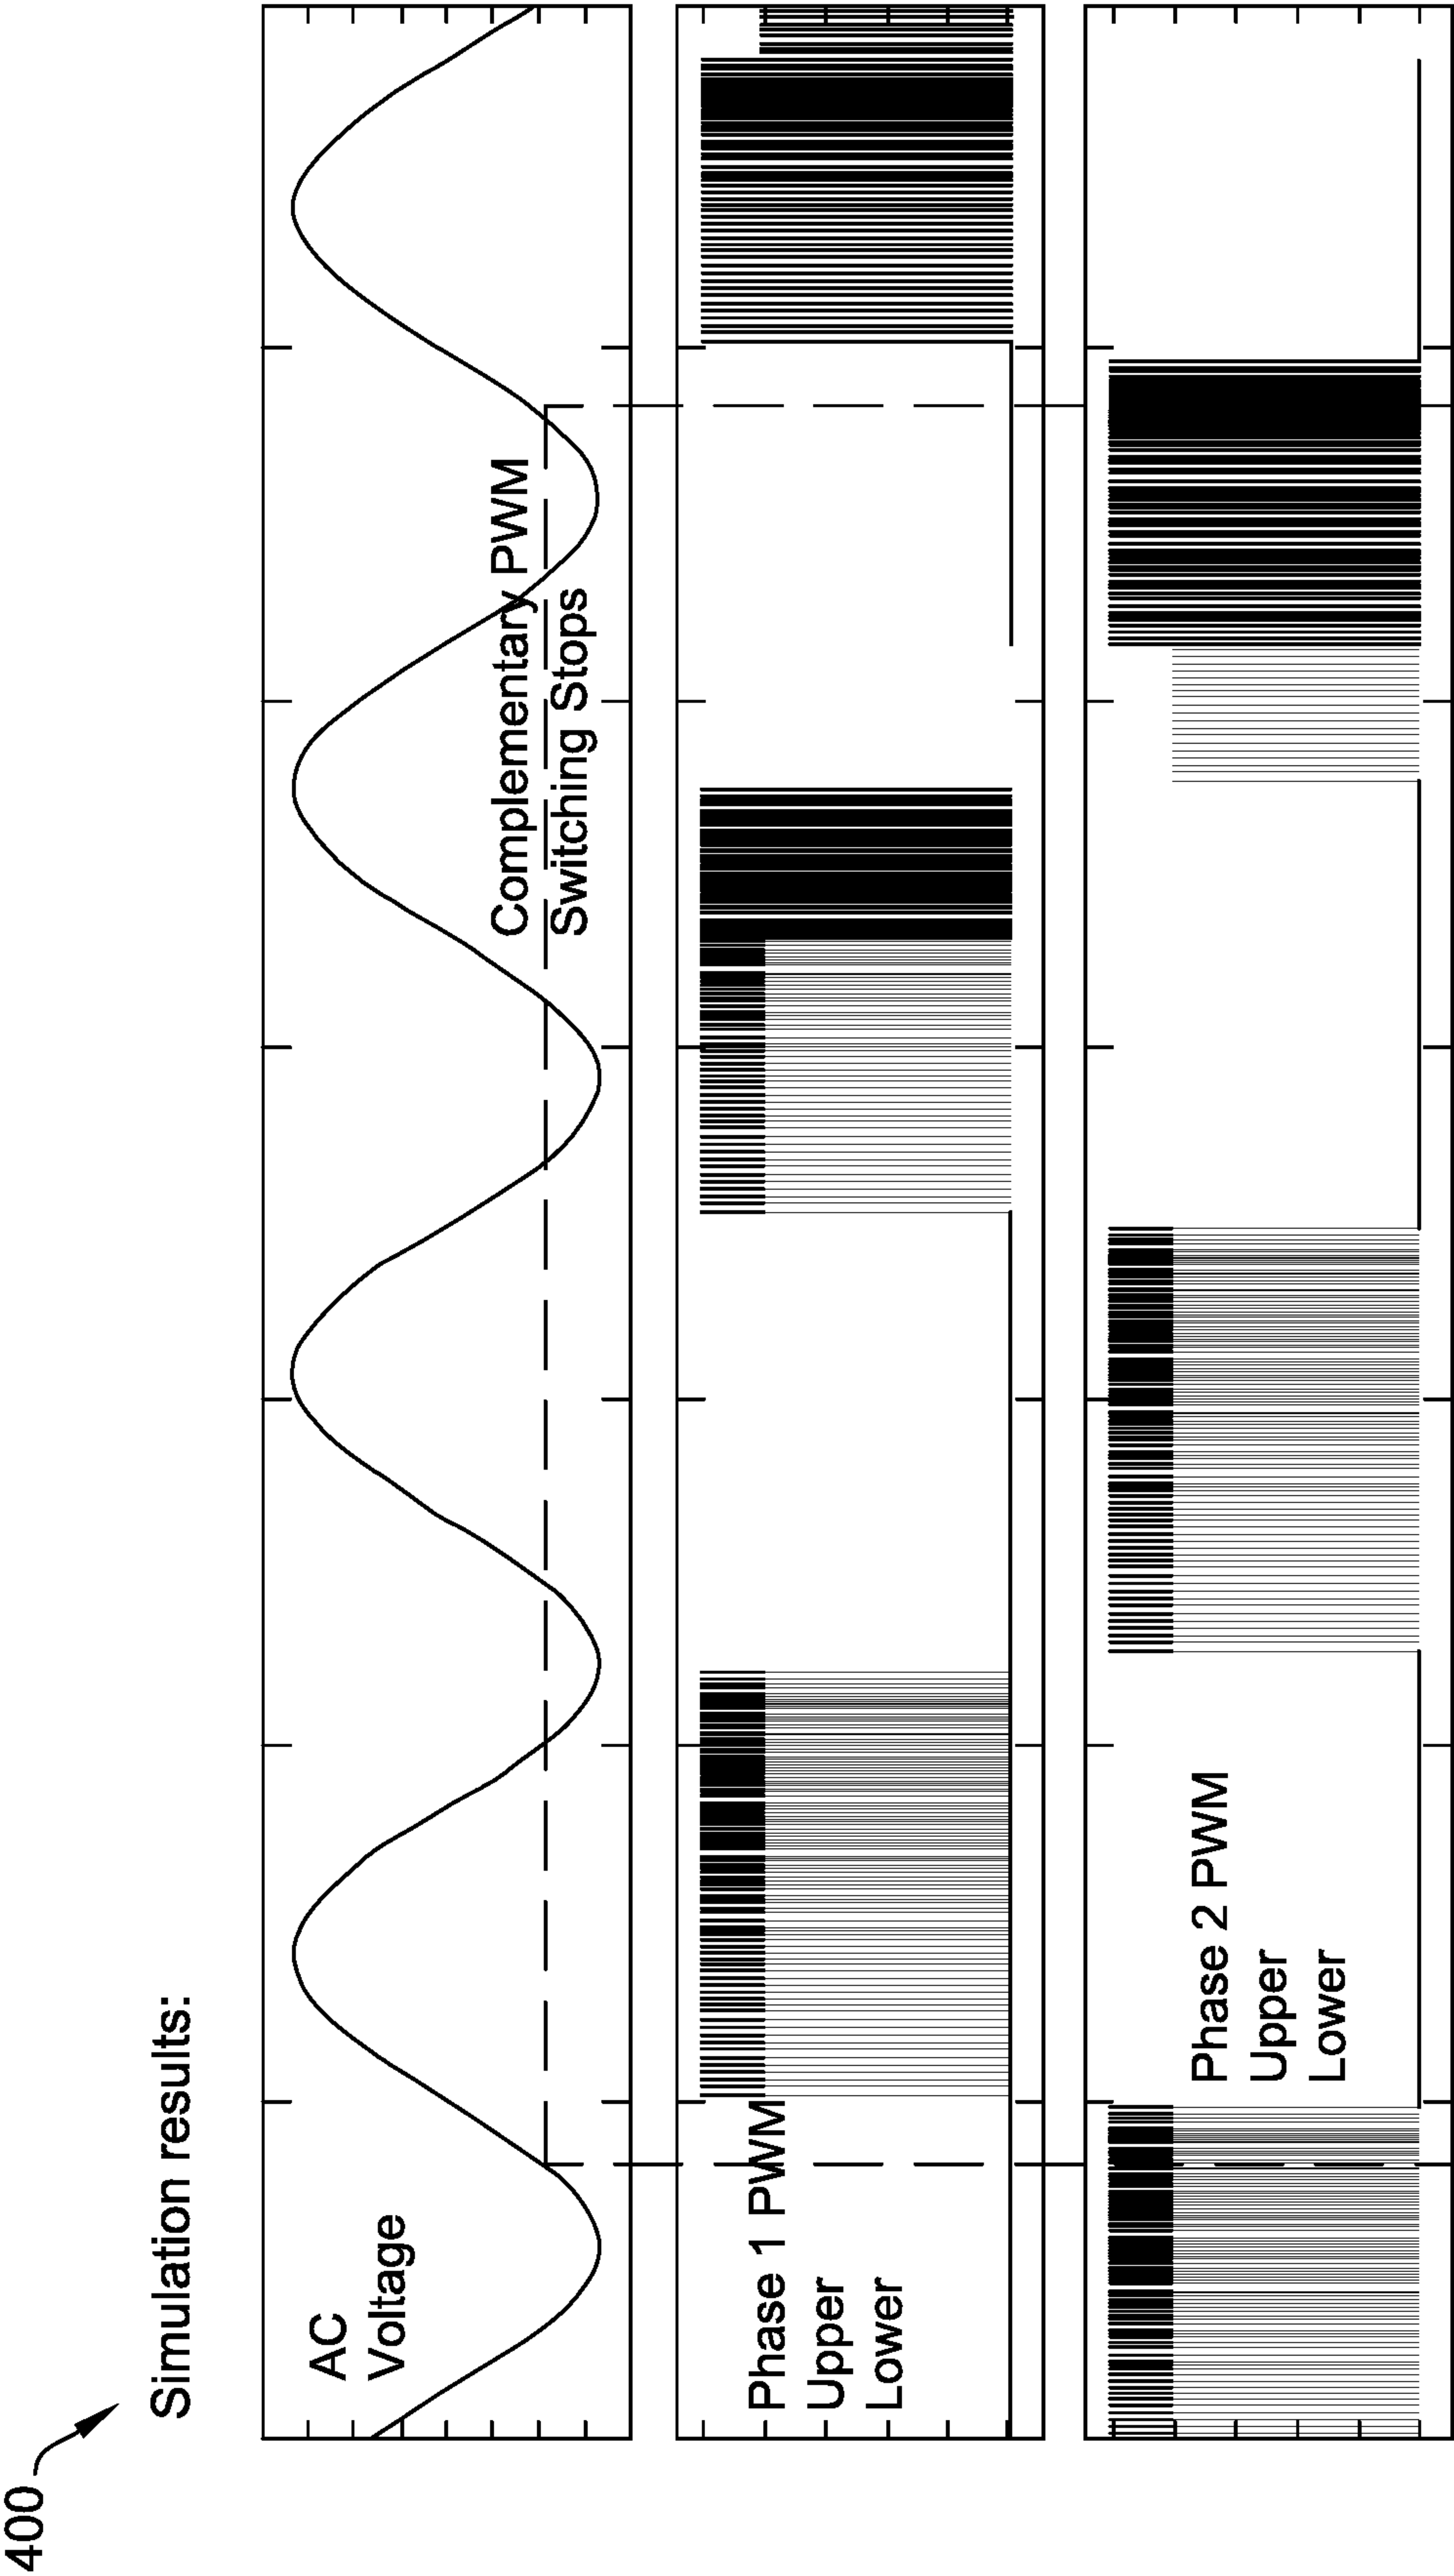 400
Simulation results:
AC
Voltage
Complementary PWM
Switching Stops
Phase 1 PWM
Upper
Lower
Phase 2 PWM
Upper
Lower